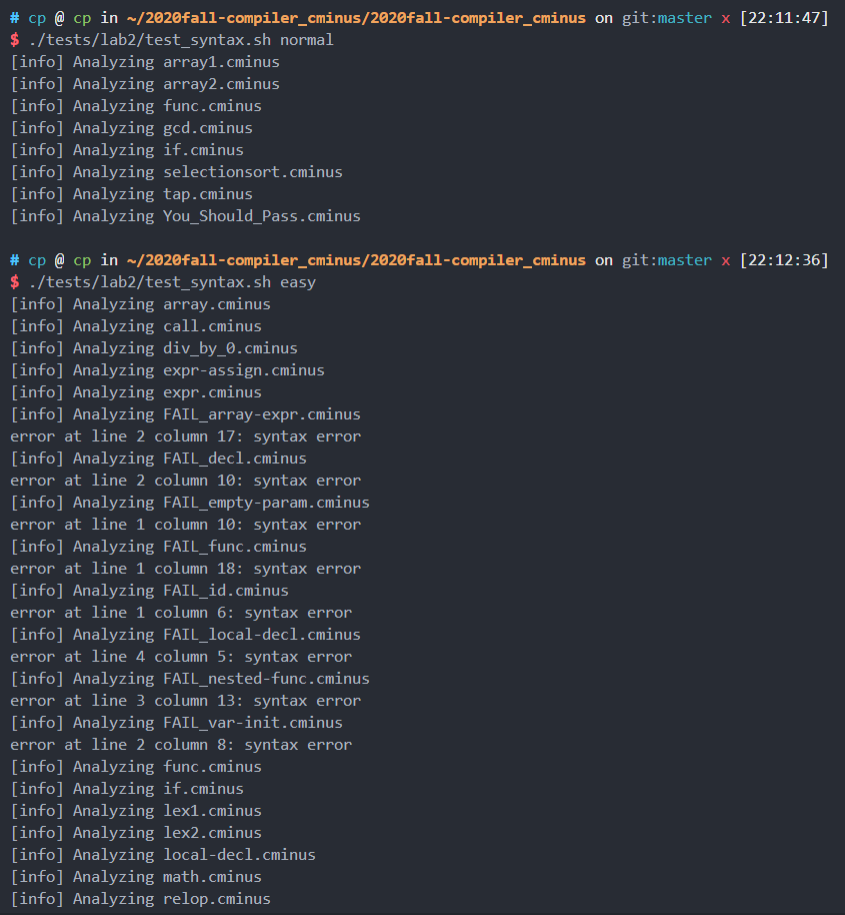 # cp @ cp in ~/2020fall-compiler_cminus/2020fall-compiler_cminus on git:master x [22:11:47]
$ ./tests/lab2/test_syntax.sh normal
[info] Analyzing array1.cminus
[info] Analyzing array2.cminus
[info] Analyzing func.cminus
[info] Analyzing gcd.cminus
[info] Analyzing if.cminus
[info] Analyzing selectionsort.cminus
[info] Analyzing tap.cminus
[info] Analyzing You_Should_Pass.cminus
# cp @ cp in ~/2020fall-compiler_cminus/2020fall-compiler_cminus on git:master x [22:12:36]
$ ./tests/lab2/test_syntax.sh easy
[info] Analyzing array.cminus
[info] Analyzing call.cminus
[info] Analyzing div_by_0.cminus
[info] Analyzing expr-assign.cminus
[info] Analyzing expr.cminus
[info] Analyzing FAIL_array-expr.cminus
error at line 2 column 17: syntax error
[info] Analyzing FAIL_decl.cminus
error at line 2 column 10: syntax error
[info] Analyzing FAIL_empty-param.cminus
error at line 1 column 10: syntax error
[info] Analyzing FAIL_func.cminus
error at line 1 column 18: syntax error
[info] Analyzing FAIL_id.cminus
error at line 1 column 6: syntax error
[info] Analyzing FAIL_local-decl.cminus
error at line 4 column 5: syntax error
[info] Analyzing FAIL_nested-func.cminus
error at line 3 column 13: syntax error
[info] Analyzing FAIL_var-init.cminus
error at line 2 column 8: syntax error
[info] Analyzing func.cminus
[info] Analyzing if.cminus
[info] Analyzing lex1.cminus
[info] Analyzing lex2.cminus
[info] Analyzing local-decl.cminus
[info] Analyzing math.cminus
[info] Analyzing relop.cminus